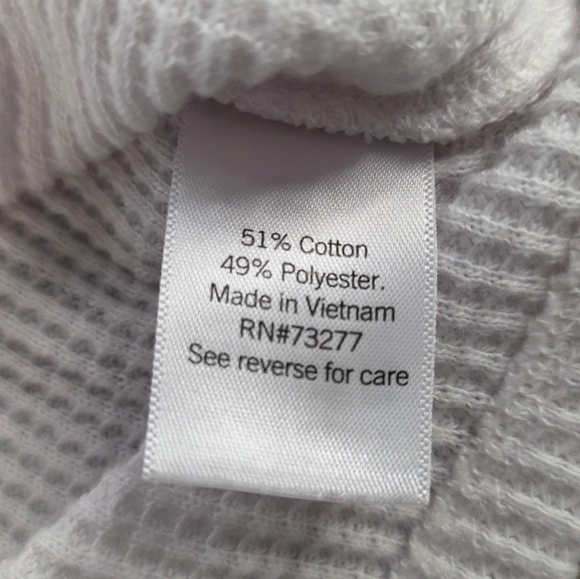 51% Cotton
49% Polyester.
Made in Vietnam
RN#73277
See reverse for care